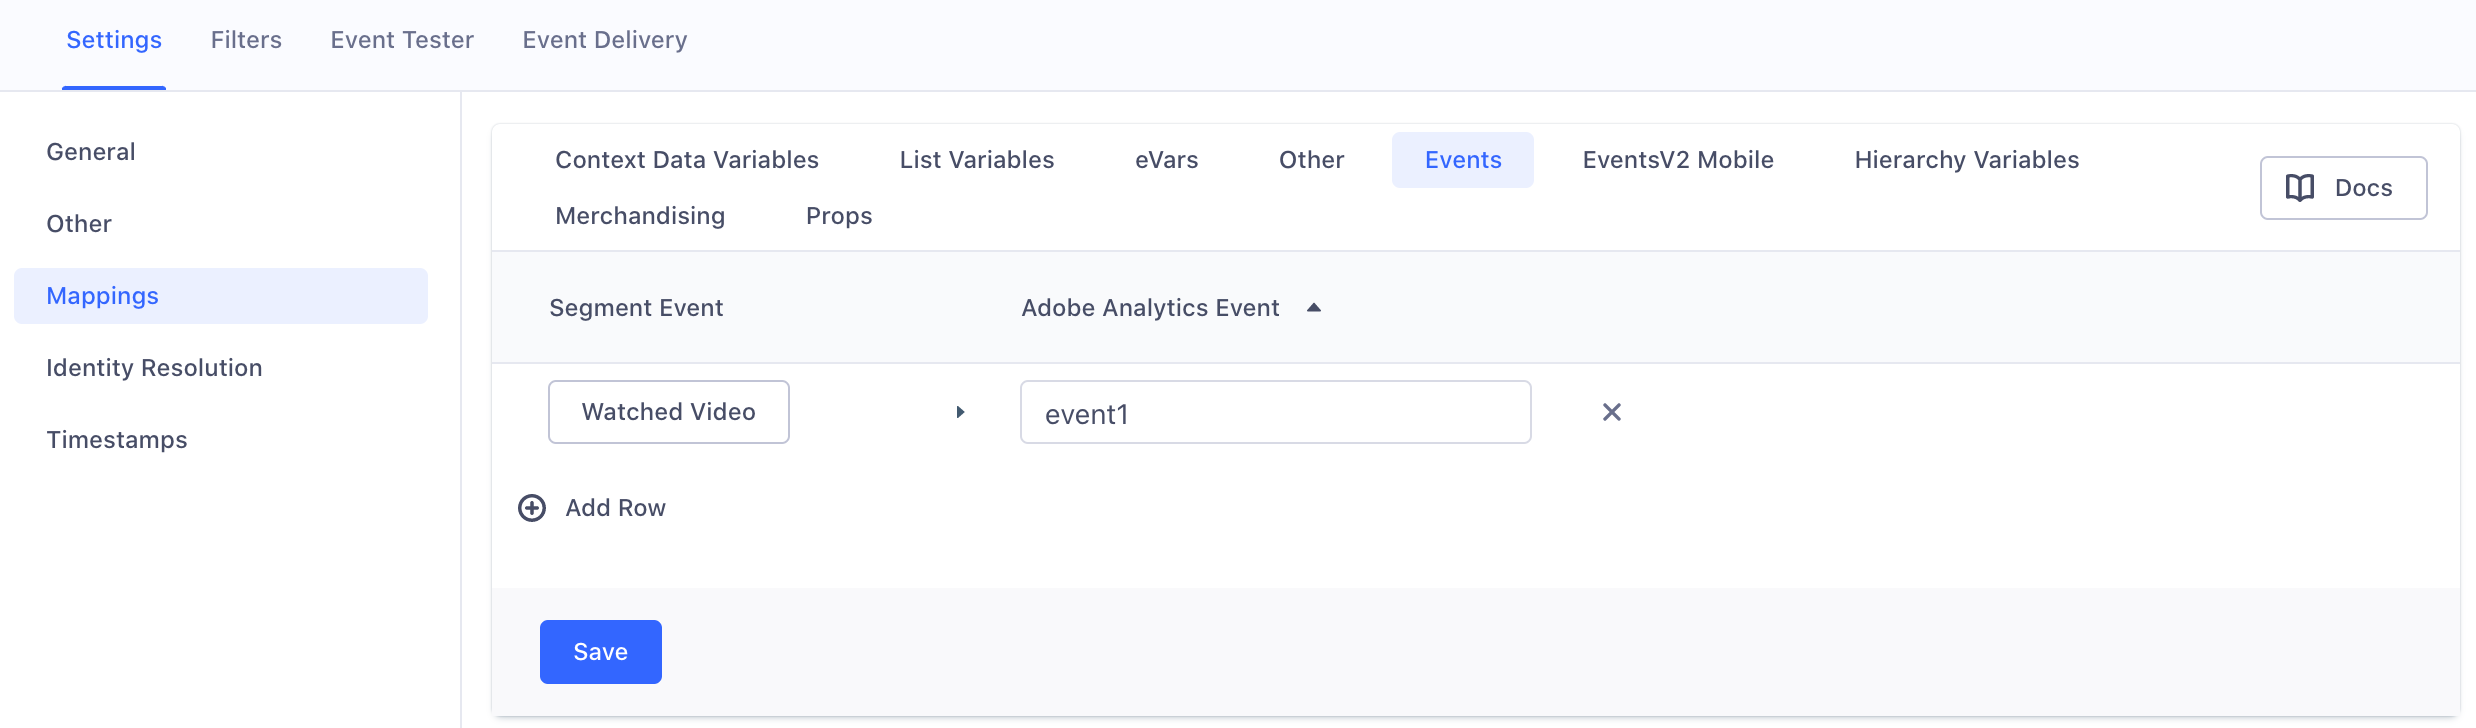 Settings Filters Event Tester Event Delivery
General
Other
Mappings
Identity Resolution
Timestamps
Context Data Variables List Variables eVars Other Events EventsV2 Mobile Hierarchy Variables
Merchandising Props
Docs
Segment Event Adobe Analytics Event
Watched Video event1
Add Row
Save